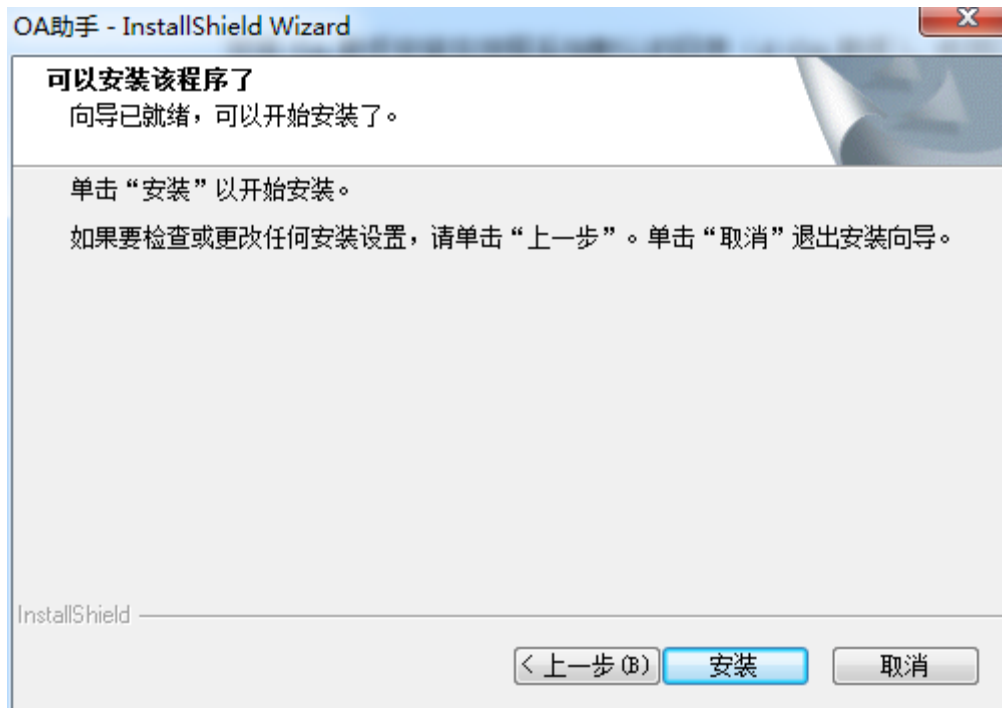 OA助手 - InstallShield Wizard
可以安装该程序了
向导已就绪，可以开始安装了。
单击“安装”以开始安装。
如果要检查或更改任何安装设置，请单击“上一步”。单击“取消”退出安装向导。
InstallShield
< 上一步(B)
安装
取消